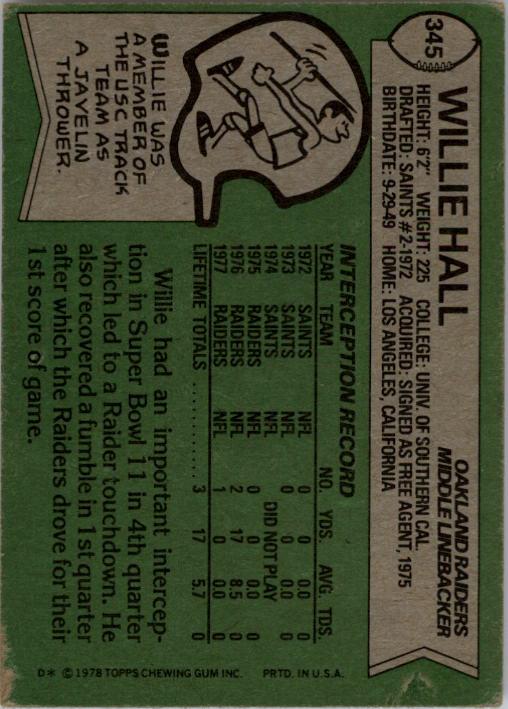 345
WILLIE HALL
OAKLAND RAIDERS
MIDDLE LINEBACKER
HEIGHT: 6'2" WEIGHT: 225 COLLEGE: UNIV. OF SOUTHERN CAL.
DRAFTED: SAINTS #2-1972 ACQUIRED: SIGNED AS FREE AGENT, 1975
BIRTHDATE: 9-29-49 HOME: LOS ANGELES, CALIFORNIA
WILLIE WAS
A MEMBER OF
THE USC TRACK
TEAM AS
A JAVELIN
THROWER.
INTERCEPTION RECORD
YEAR TEAM NO. YDS. AVG. TDS.
1972 SAINTS NFL 0 0 0.0 0
1973 SAINTS NFL 0 0 0.0 0
1974 SAINTS DID NOT PLAY
1975 RAIDERS NFL 0 0 0.0 0
1976 RAIDERS NFL 2 17 8.5 0
1977 RAIDERS NFL 1 0 0.0 0
LIFETIME TOTALS . . . . . . . . . . . 3 17 5.7 0
Willie had an important intercep-
tion in Super Bowl 11 in 4th quarter
which led to a Raider touchdown. He
also recovered a fumble in 1st quarter
after which the Raiders drove for their
1st score of game.
D* © 1978 TOPPS CHEWING GUM INC. PRTD. IN U.S.A.